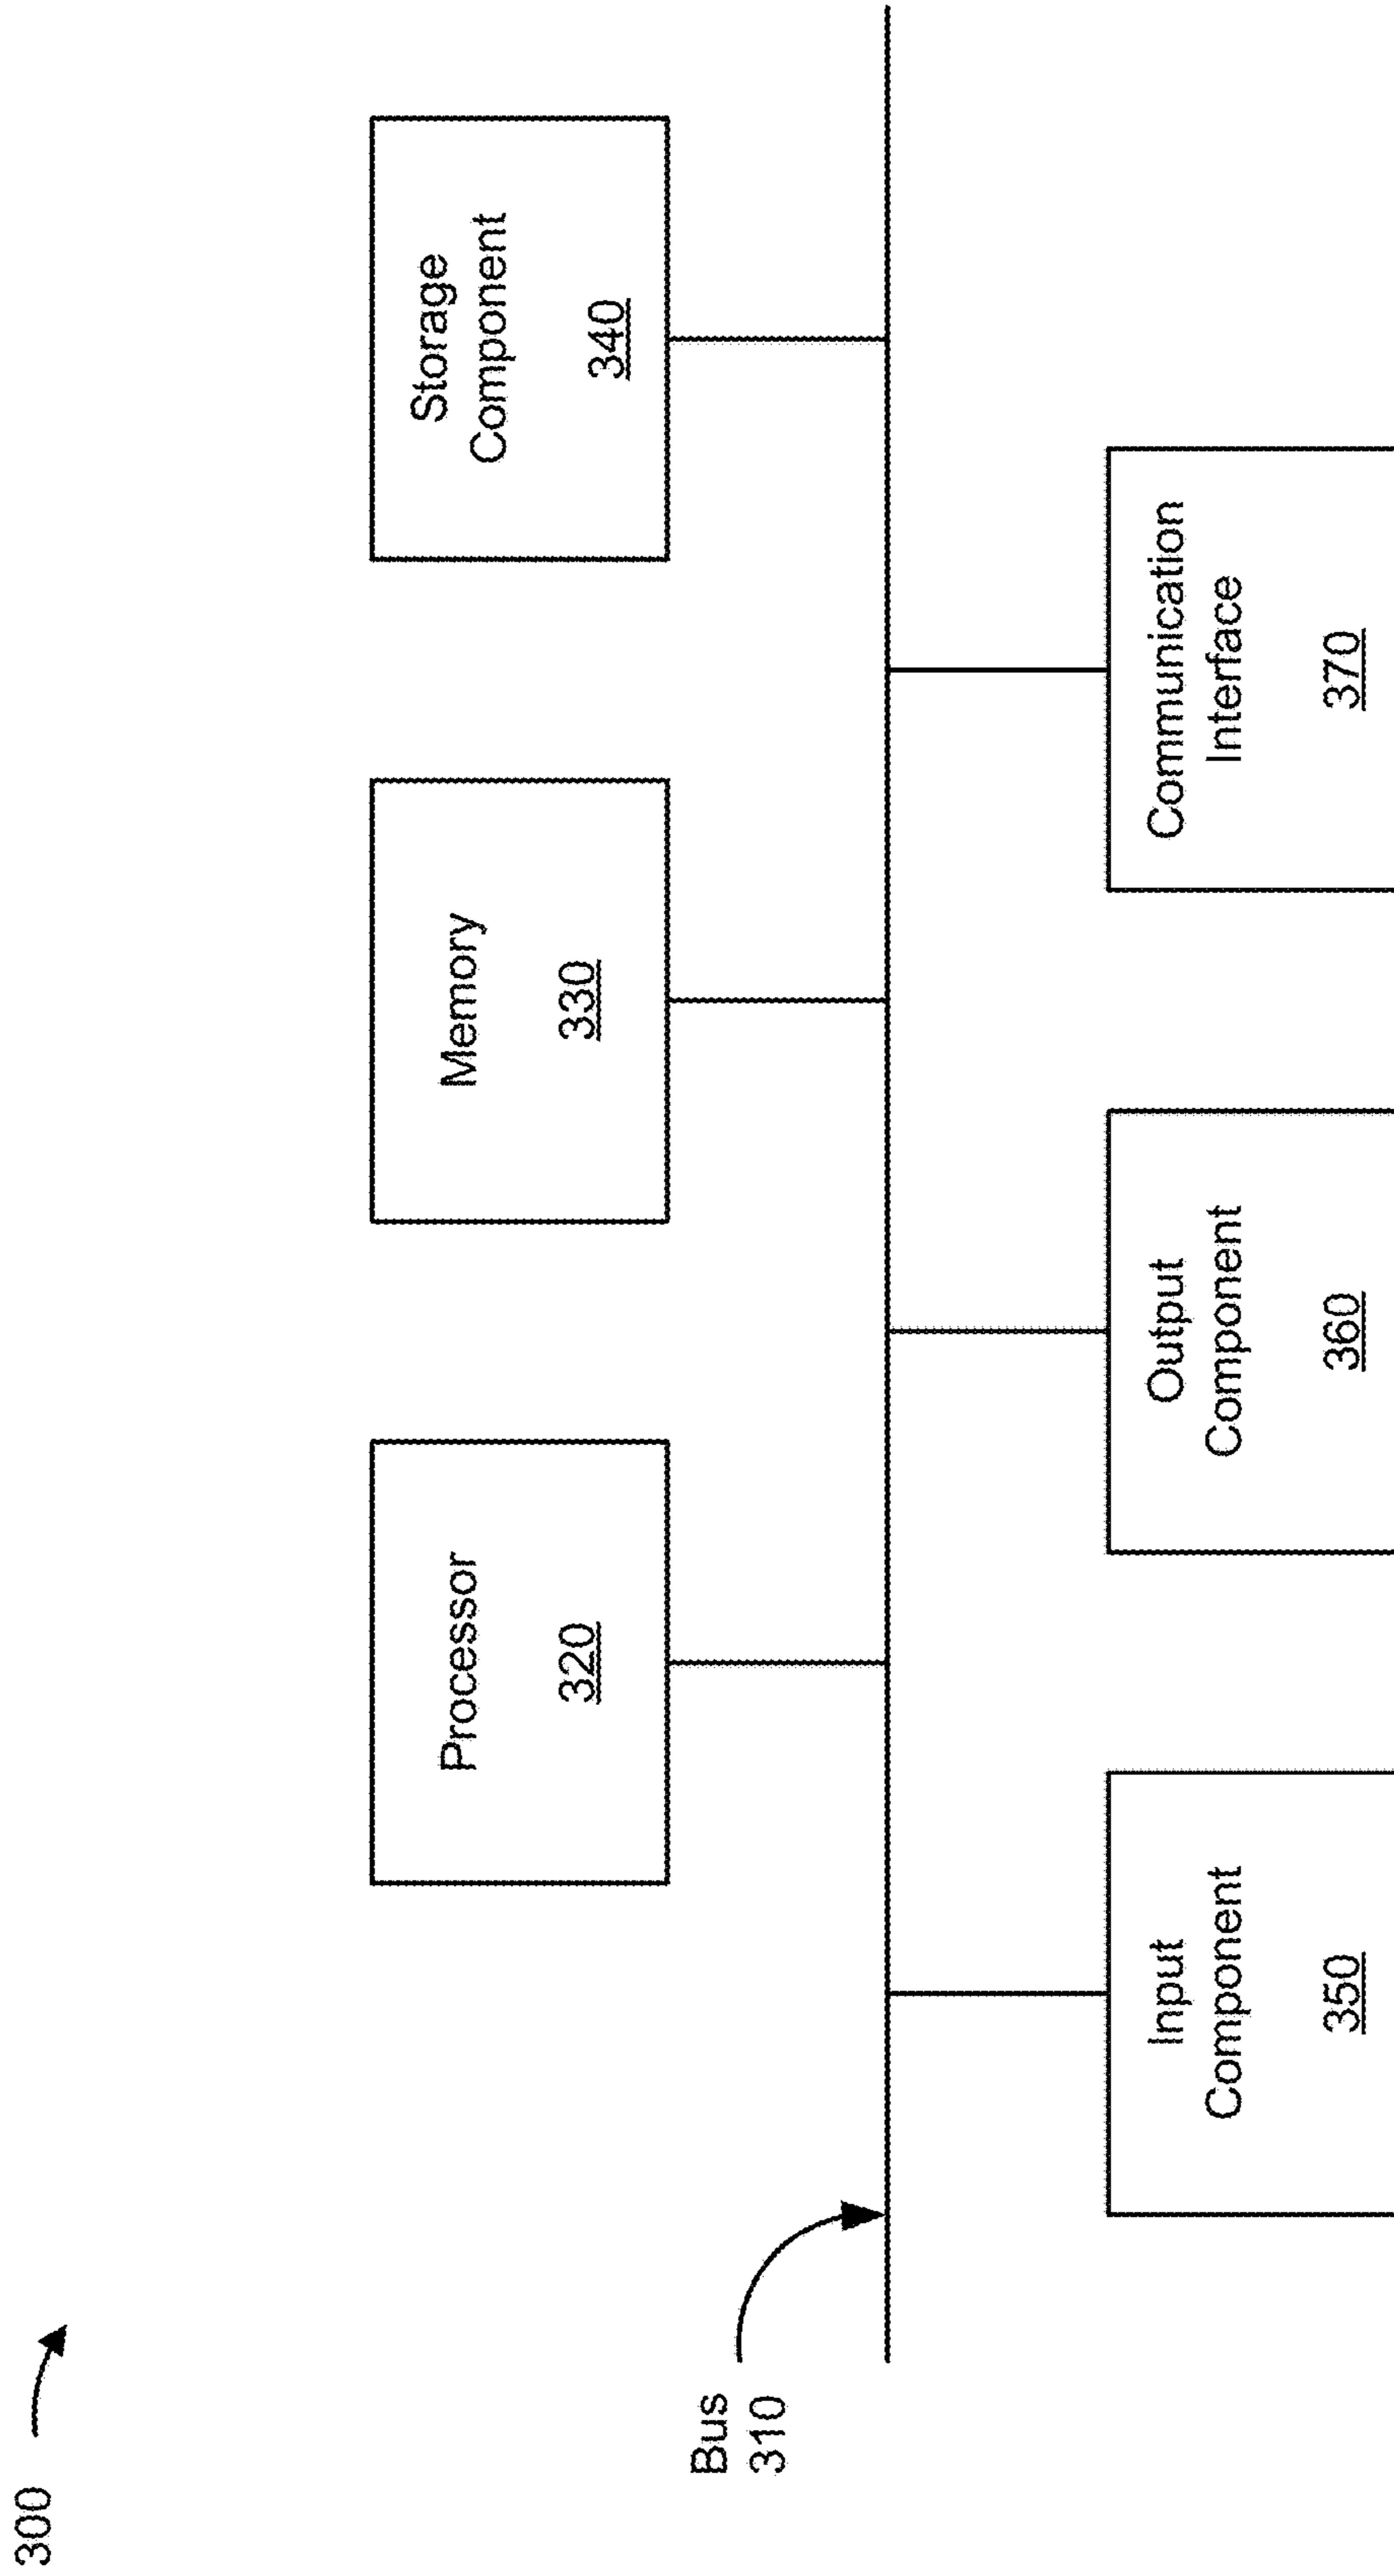 300
Bus
310
Processor
320
Memory
330
Storage
Component
340
Input
Component
350
Output
Component
360
Communication
Interface
370